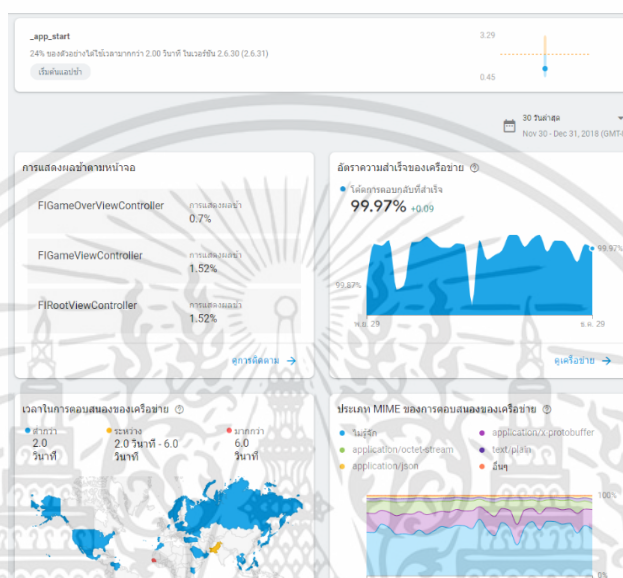 _app_start
24% ของตัวอย่างใช้เวลามากกว่า 2.00 วินาที ในเวอร์ชัน 2.6.30 (2.6.31)
เริ่มต้นแอปช้า
3.29
0.45
30 วันล่าสุด
Nov 30 - Dec 31, 2018 (GMT+
การแสดงผลช้าตามหน้าจอ
FIGameOverViewController
การแสดงผลช้า
0.7%
FIGameViewController
การแสดงผลช้า
1.52%
FIRootViewController
การแสดงผลช้า
1.52%
ดูการติดตาม →
อัตราความสำเร็จของเครือข่าย
โค้ดการตอบกลับที่สำเร็จ
99.97% +0.09
99.97%
99.87%
พ.ย. 29
ธ.ค. 29
ดูเครือข่าย →
เวลาในการตอบสนองของเครือข่าย
ต่ำกว่า
2.0
วินาที
ระหว่าง
2.0 วินาที - 6.0
วินาที
มากกว่า
6.0
วินาที
ประเภท MIME ของการตอบสนองของเครือข่าย
ไม่รู้จัก
application/octet-stream
application/json
application/x-protobuffer
text/plain
อื่นๆ
100%
0%